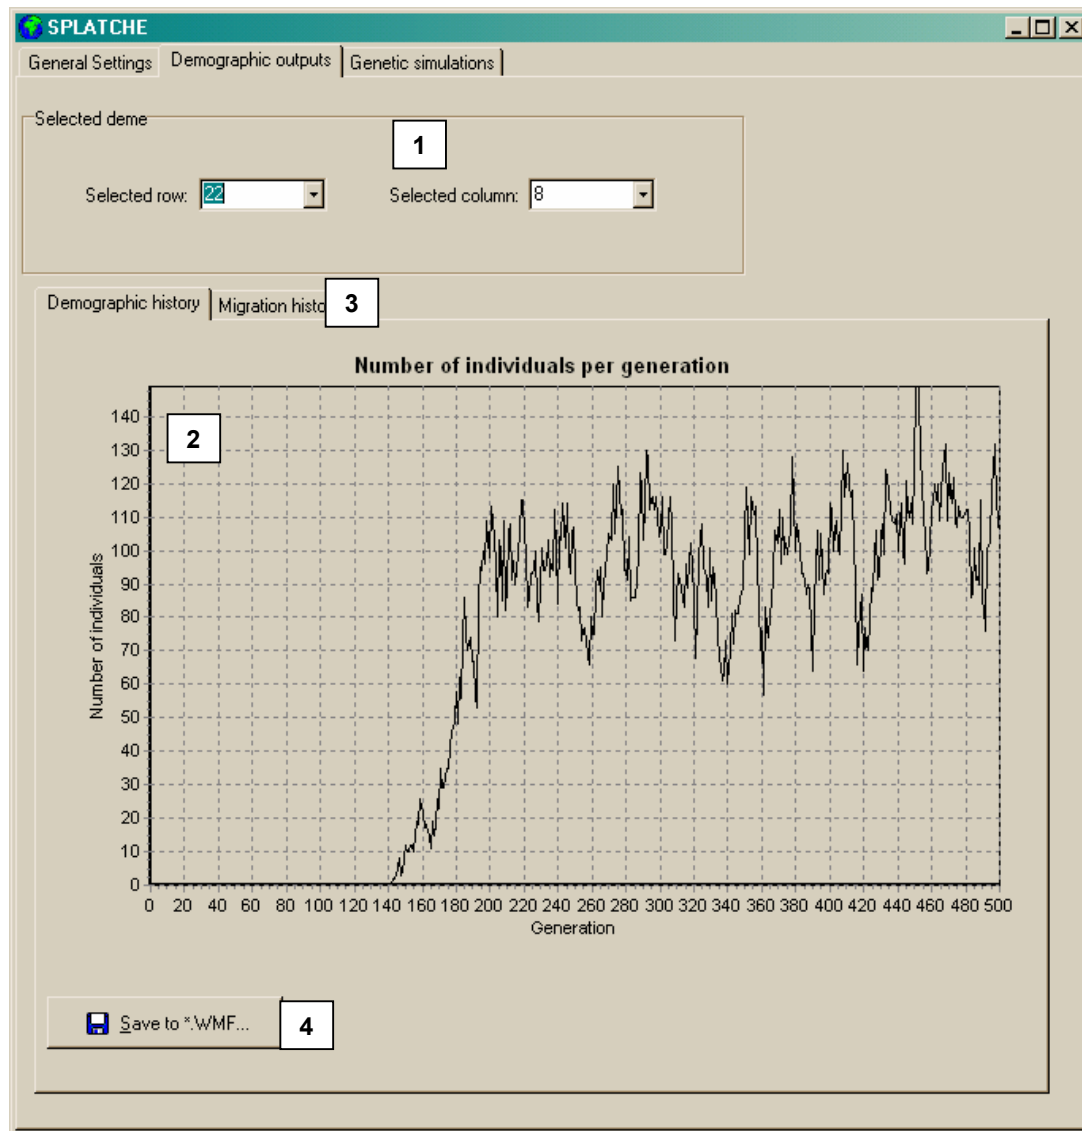 SPLATCHE
General Settings Demographic outputs Genetic simulations
Selected deme
1
Selected row: 22 Selected column: 8
Demographic history Migration histo 3
Number of individuals per generation
2
140
130
120
110
100
90
80
70
60
50
40
30
20
10
0
Number of individuals
0 20 40 60 80 100 120 140 160 180 200 220 240 260 280 300 320 340 360 380 400 420 440 460 480 500
Generation
Save to *.WMF... 4